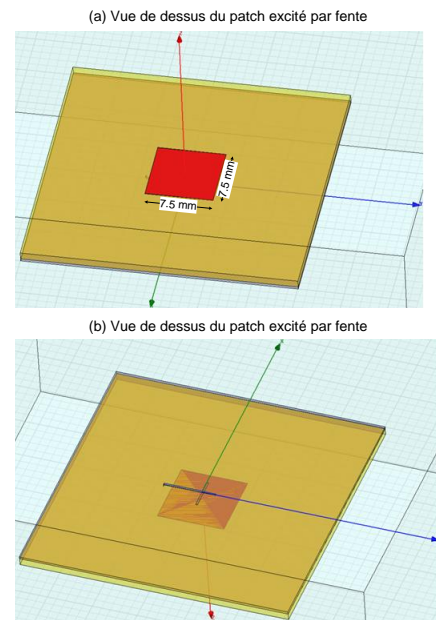 (a) Vue de dessus du patch excité par fente
7.5 mm
7.5 mm
(b) Vue de dessus du patch excité par fente